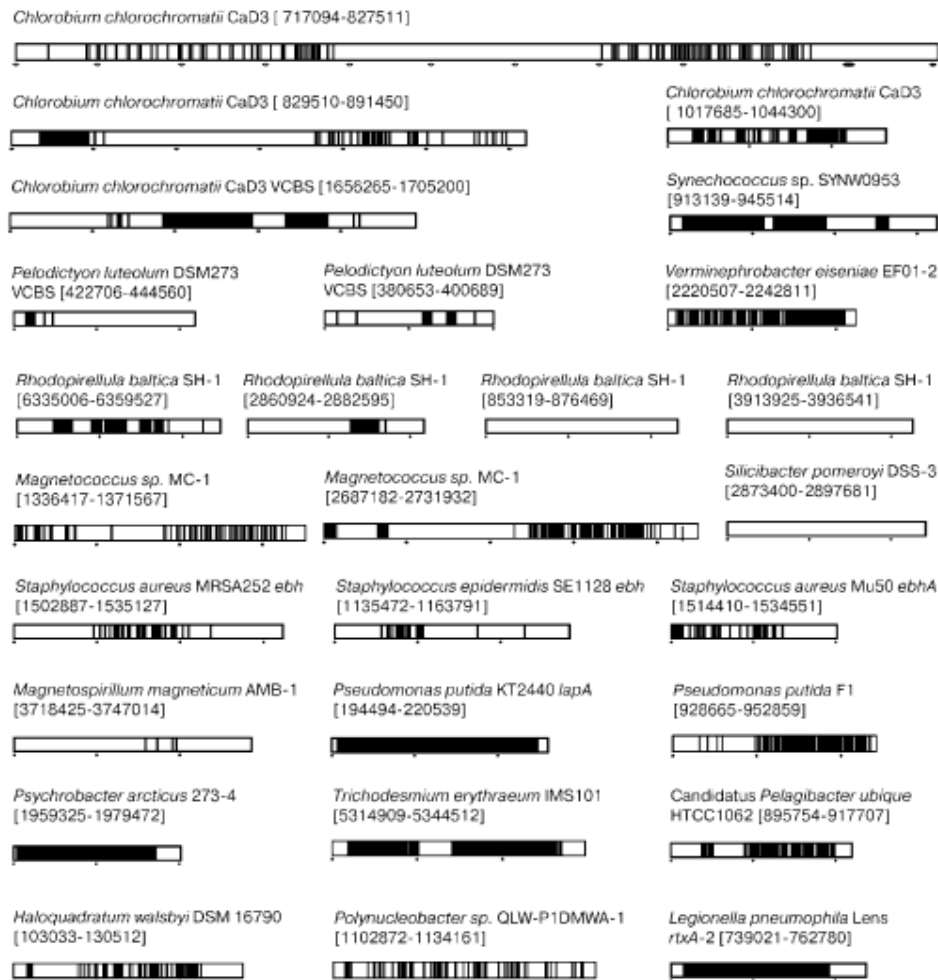 Chlorobium chlorochromatii CaD3 [ 717094-827511]
Chlorobium chlorochromatii CaD3 [ 829510-891450]
Chlorobium chlorochromatii CaD3
[ 1017685-1044300]
Chlorobium chlorochromatii CaD3 VCBS [1656265-1705200]
Synechococcus sp. SYNW0953
[913139-945514]
Pelodictyon luteolum DSM273
VCBS [422706-444560]
Pelodictyon luteolum DSM273
VCBS [380653-400689]
Verminephrobacter eiseniae EF01-2
[2220507-2242811]
Rhodopirellula baltica SH-1
[6335006-6359527]
Rhodopirellula baltica SH-1
[2860924-2882595]
Rhodopirellula baltica SH-1
[853319-876469]
Rhodopirellula baltica SH-1
[3913925-3936541]
Magnetococcus sp. MC-1
[1336417-1371567]
Magnetococcus sp. MC-1
[2687182-2731932]
Silicibacter pomeroyi DSS-3
[2873400-2897681]
Staphylococcus aureus MRSA252 ebh
[1502887-1535127]
Staphylococcus epidermidis SE1128 ebh
[1135472-1163791]
Staphylococcus aureus Mu50 ebhA
[1514410-1534551]
Magnetospirillum magneticum AMB-1
[3718425-3747014]
Pseudomonas putida KT2440 lapA
[194494-220539]
Pseudomonas putida F1
[928665-952859]
Psychrobacter arcticus 273-4
[1959325-1979472]
Trichodesmium erythraeum IMS101
[5314909-5344512]
Candidatus Pelagibacter ubique
HTCC1062 [895754-917707]
Haloquadratum walsbyi DSM 16790
[103033-130512]
Polynucleobacter sp. QLW-P1DMWA-1
[1102872-1134161]
Legionella pneumophila Lens
rtxA-2 [739021-762780]